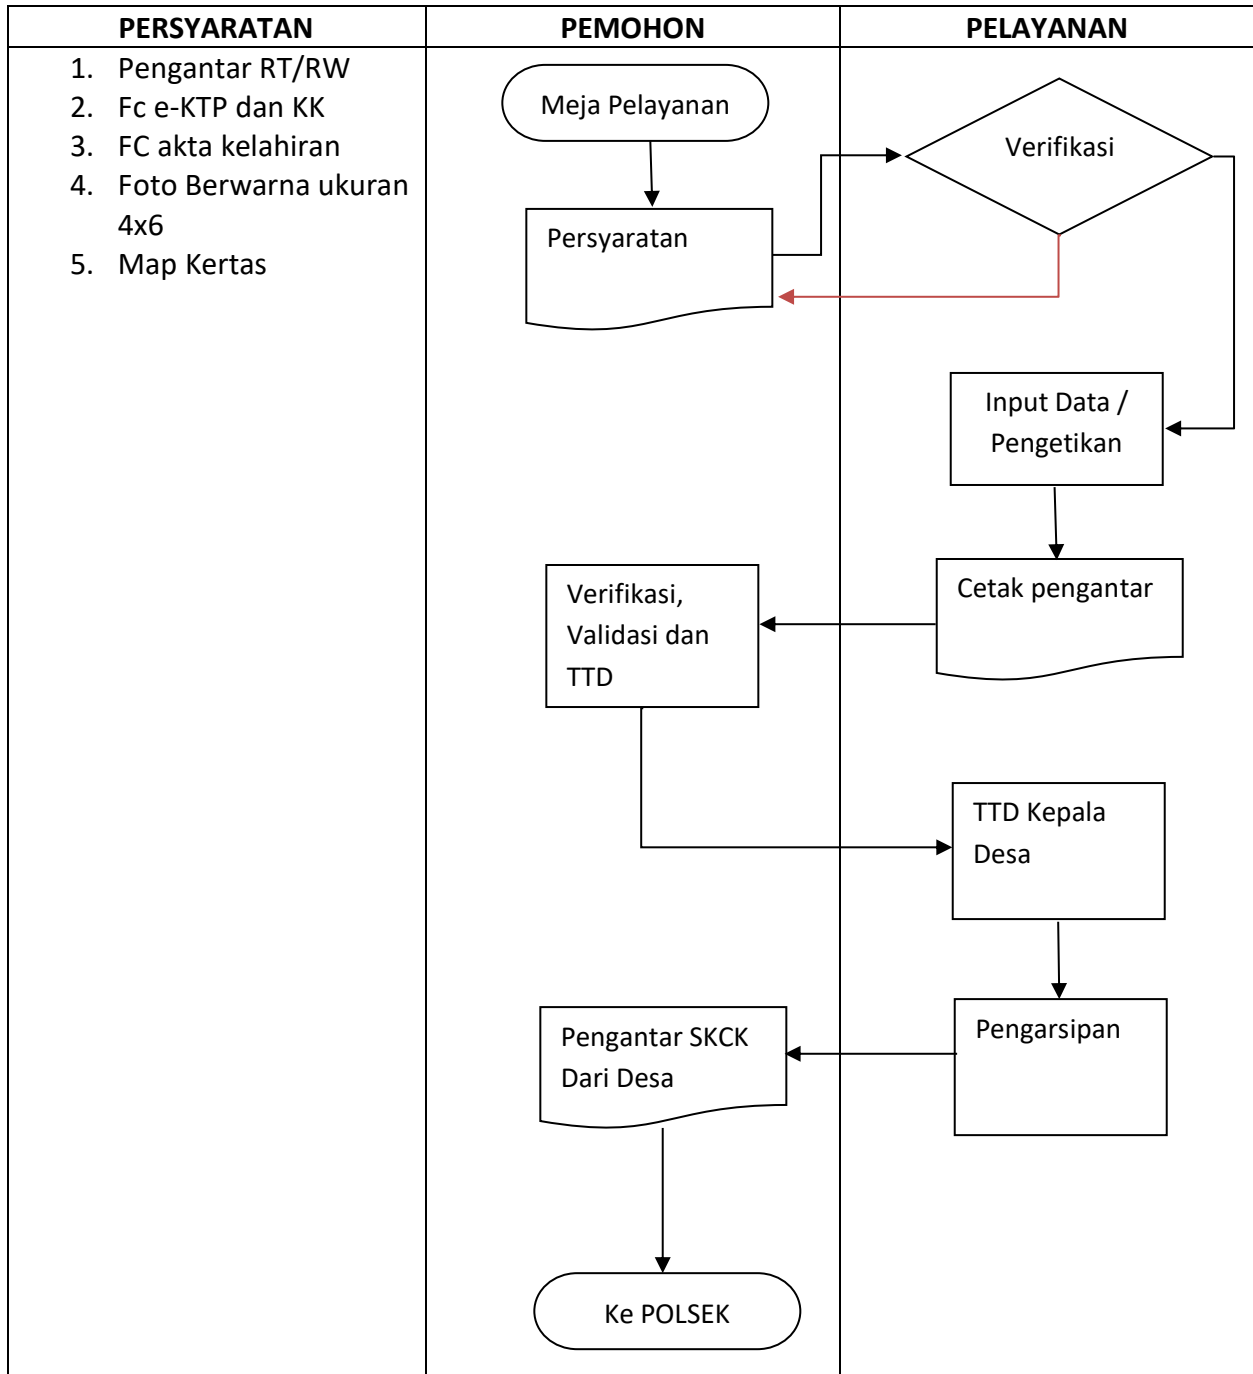 PERSYARATAN
PEMOHON
PELAYANAN
1. Pengantar RT/RW
2. Fc e-KTP dan KK
3. FC akta kelahiran
4. Foto Berwarna ukuran
4x6
5. Map Kertas
Meja Pelayanan
Verifikasi
Persyaratan
Input Data /
Pengetikan
Cetak pengantar
Verifikasi,
Validasi dan
TTD
TTD Kepala
Desa
Pengarsipan
Pengantar SKCK
Dari Desa
Ke POLSEK